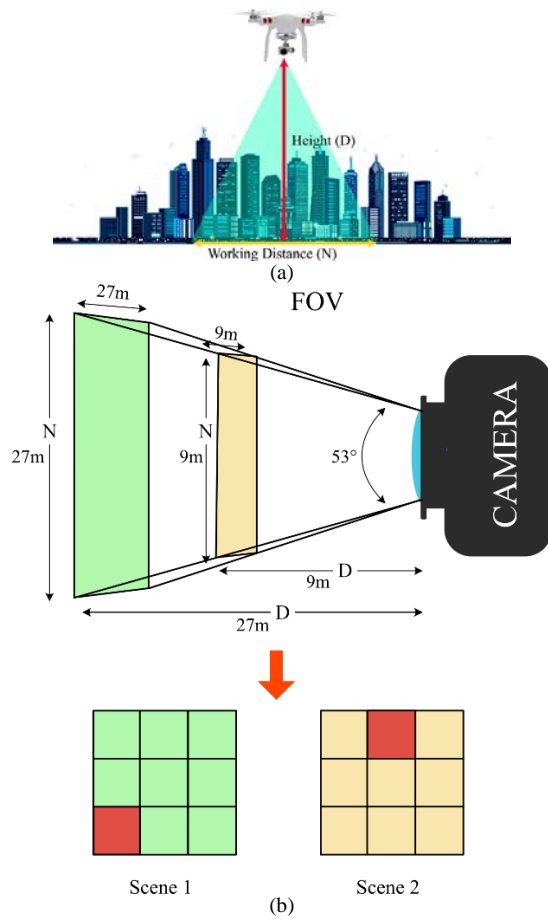 Height (D)
Working Distance (N)
(a)
FOV
27m
9m
N
27m
N
9m
53°
CAMERA
D
9m
D
27m
Scene 1
Scene 2
(b)